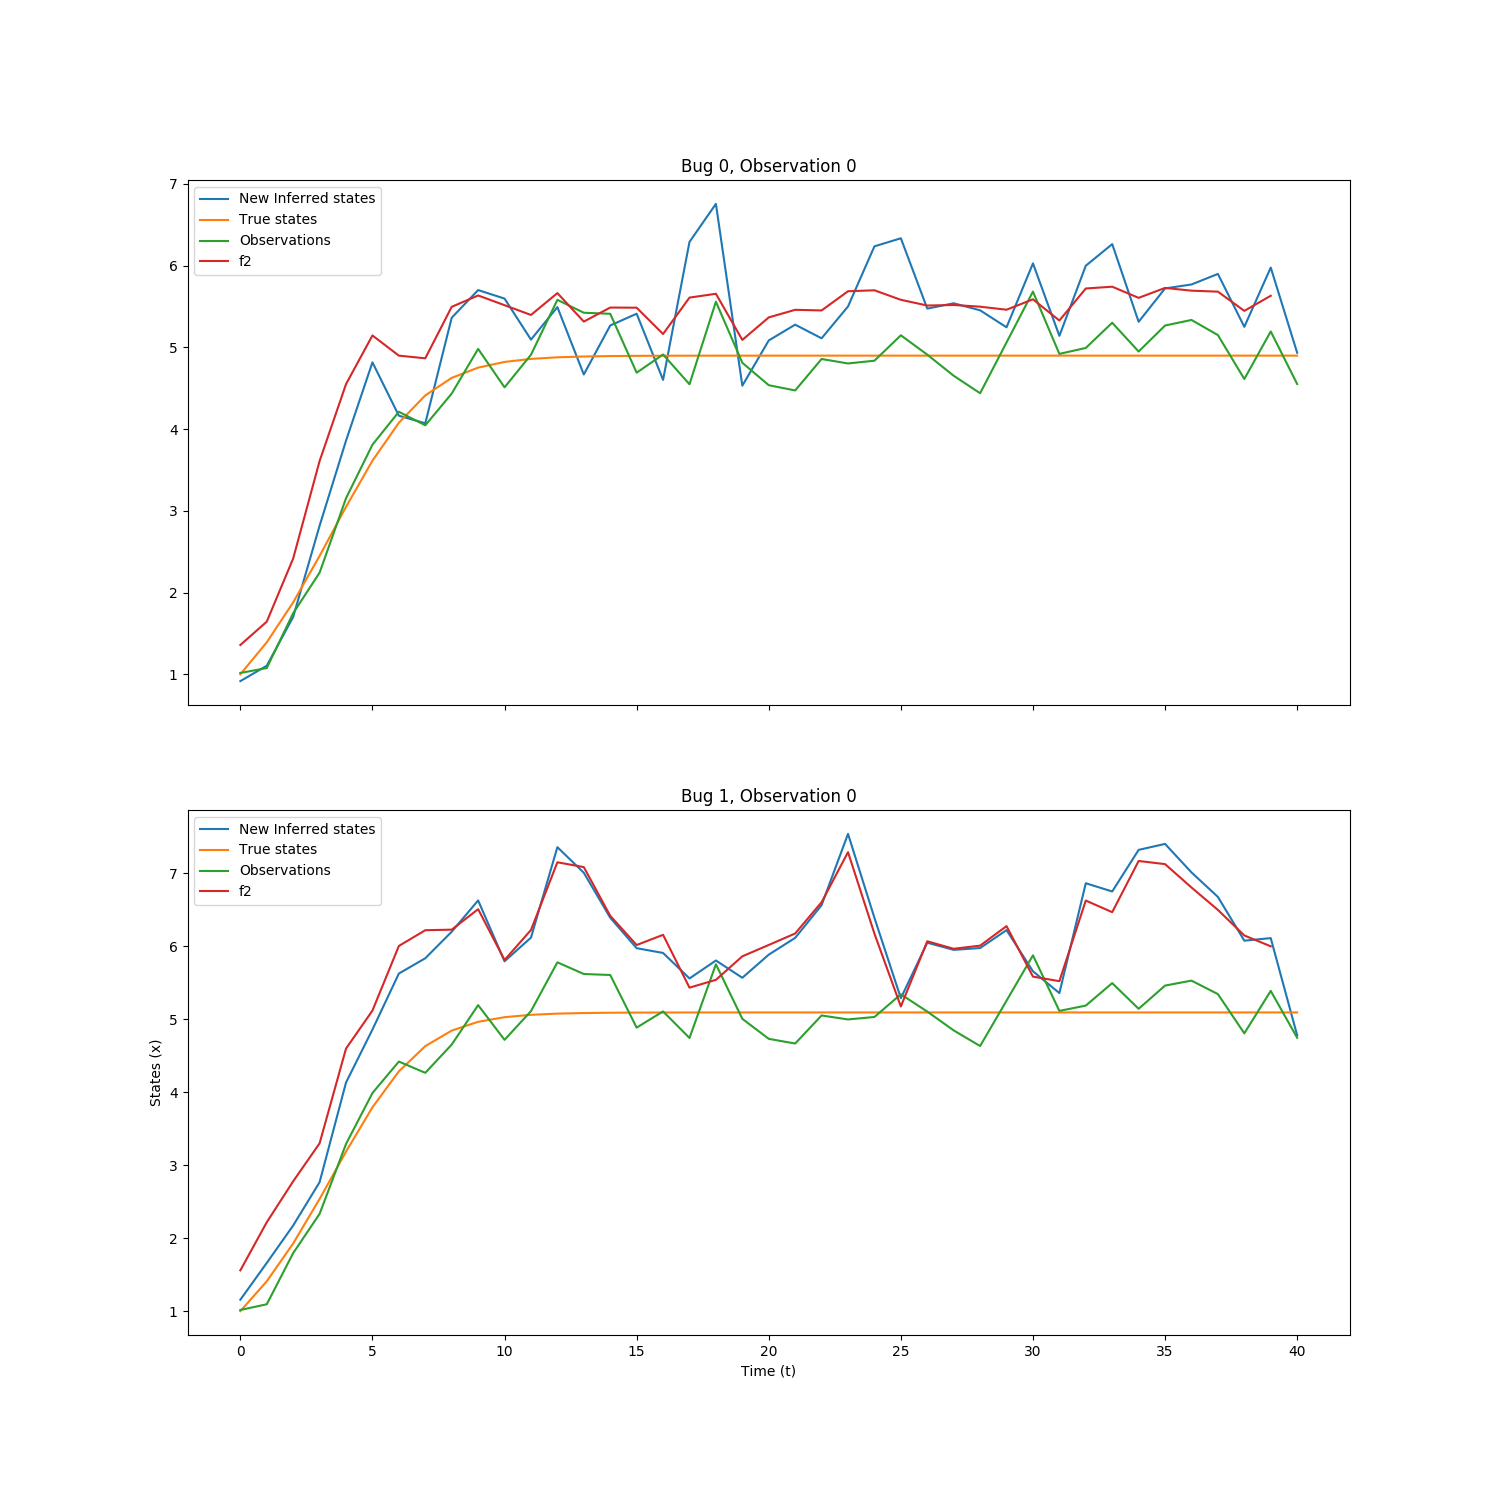 Bug 0, Observation 0
New Inferred states
True states
Observations
f2
7
6
5
4
3
2
1
Bug 1, Observation 0
New Inferred states
True states
Observations
f2
States (x)
7
6
5
4
3
2
1
0 5 10 15 20 25 30 35 40
Time (t)